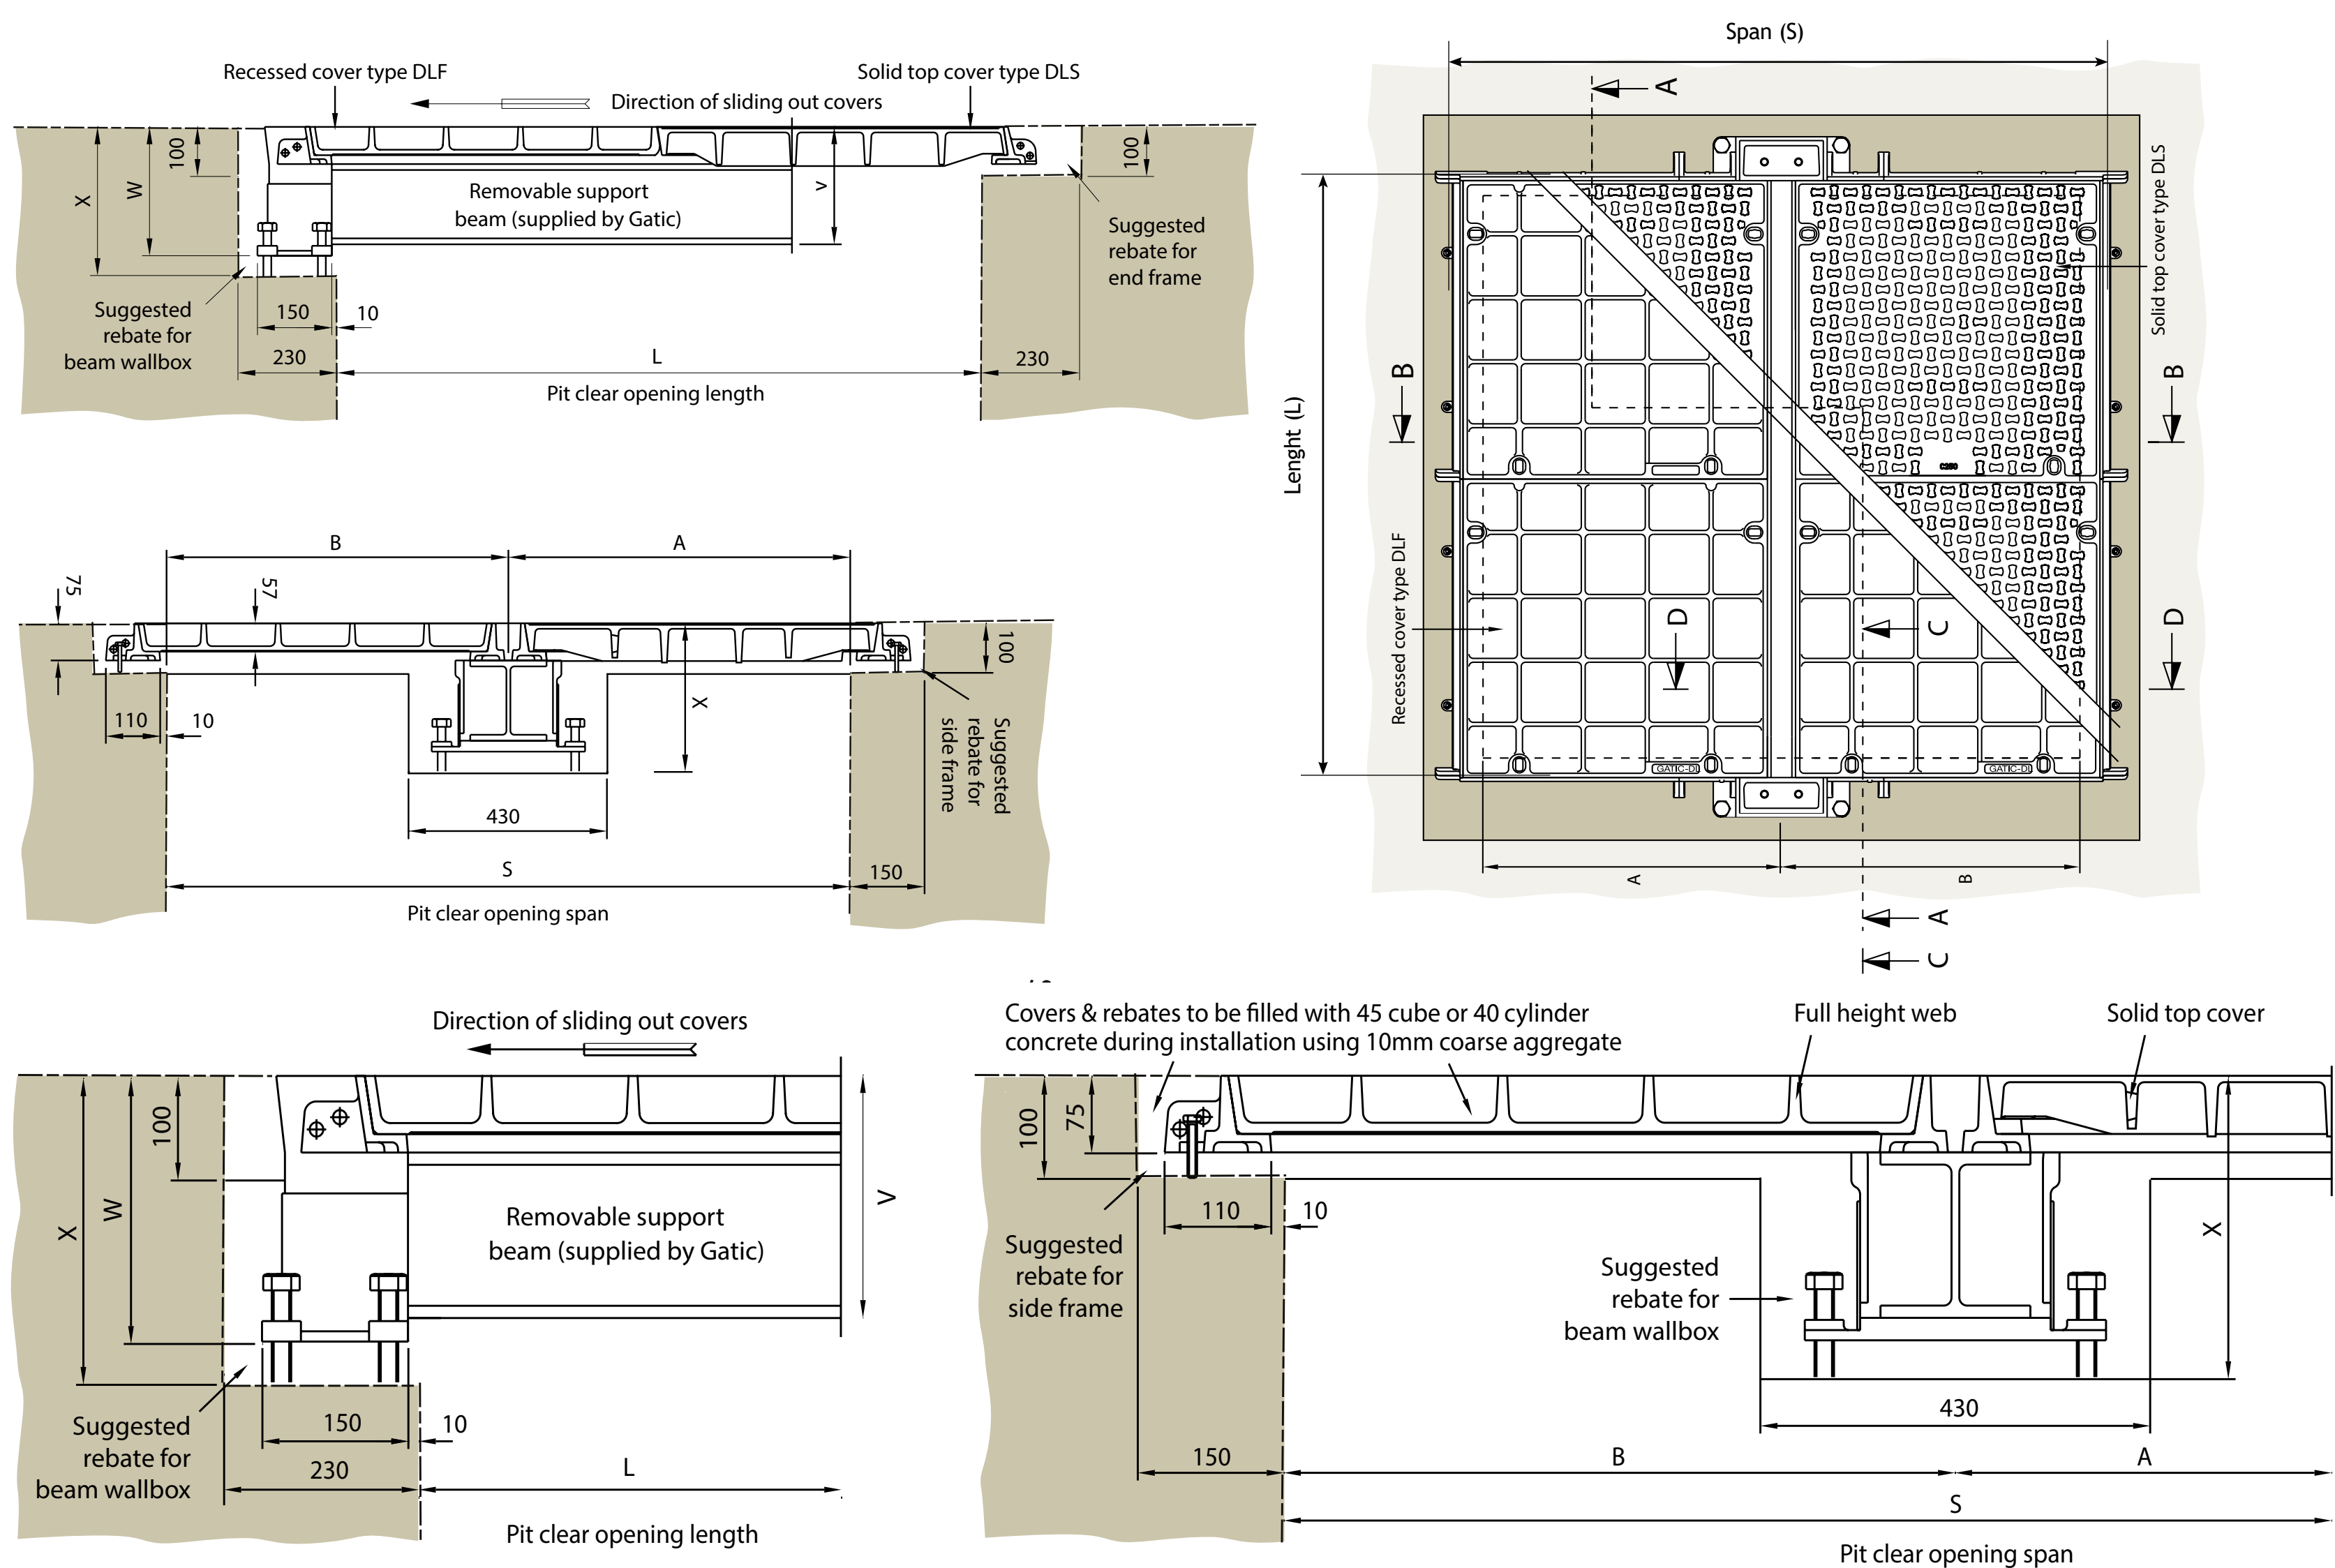 Recessed cover type DLF
Solid top cover type DLS
Direction of sliding out covers
X
W
100
Removable support
beam (supplied by Gatic)
v
100
Suggested
rebate for
end frame
Suggested
rebate for
beam wallbox
150
10
230
L
230
Pit clear opening length
Span (S)
A
Solid top cover type DLS
B
B
Lenght (L)
C250
Recessed cover type DLF
D
C
D
GATIC-DL
GATIC-DL
A
B
A
C
B
A
75
57
100
X
110
10
Suggested
rebate for
side frame
430
S
150
Pit clear opening span
Direction of sliding out covers
100
W
X
Removable support
beam (supplied by Gatic)
V
Suggested
rebate for
beam wallbox
150
10
230
L
Pit clear opening length
Covers & rebates to be filled with 45 cube or 40 cylinder
concrete during installation using 10mm coarse aggregate
Full height web
Solid top cover
100
75
110
10
X
Suggested
rebate for
side frame
Suggested
rebate for
beam wallbox
430
150
B
A
S
Pit clear opening span